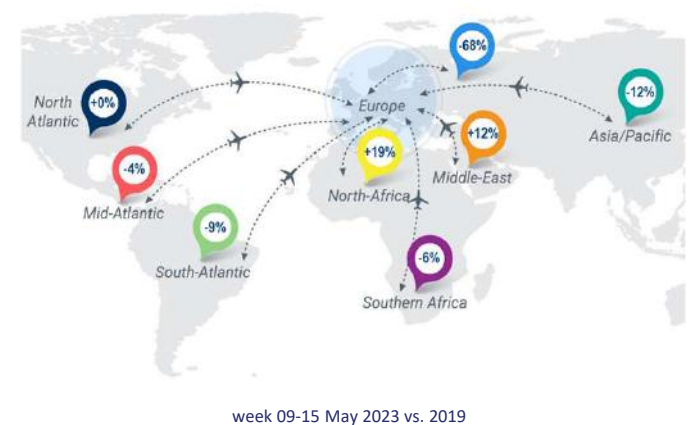 -68%
North
Atlantic
+0%
Europe
-12%
Asia/Pacific
+12%
Middle-East
+19%
North-Africa
-4%
Mid-Atlantic
-9%
South-Atlantic
-6%
Southern Africa
week 09-15 May 2023 vs. 2019